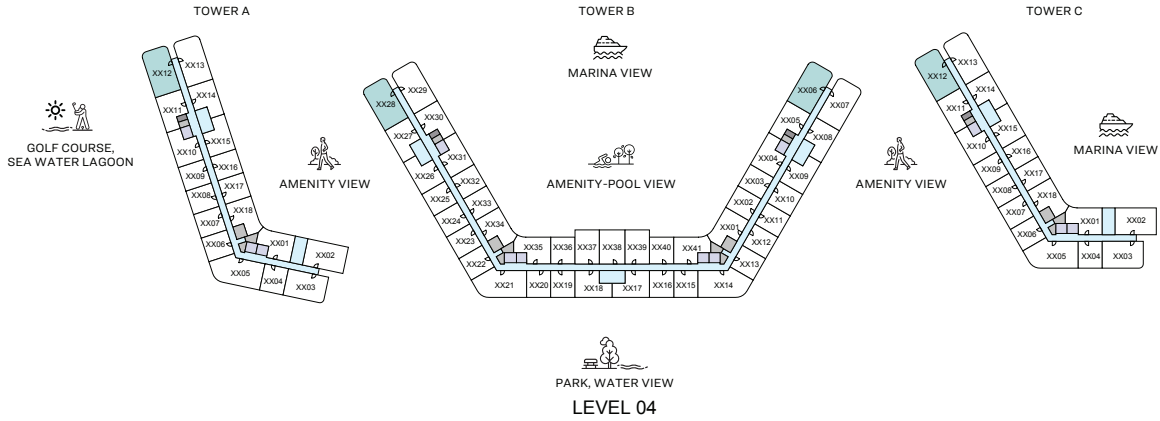 TOWER A
TOWER B
TOWER C
MARINA VIEW
GOLF COURSE,
SEA WATER LAGOON
AMENITY VIEW
AMENITY-POOL VIEW
AMENITY VIEW
MARINA VIEW
XX12
XX13
XX14
XX11
XX15
XX10
XX16
XX09
XX17
XX08
XX18
XX07
XX06
XX01
XX02
XX05
XX04
XX03
XX28
XX29
XX30
XX27
XX31
XX26
XX32
XX25
XX33
XX24
XX34
XX23
XX22
XX35
XX36
XX37
XX38
XX39
XX40
XX41
XX21
XX20
XX19
XX18
XX17
XX16
XX15
XX14
XX06
XX07
XX05
XX08
XX04
XX09
XX03
XX10
XX02
XX11
XX01
XX12
XX13
XX12
XX13
XX14
XX11
XX15
XX10
XX16
XX09
XX17
XX08
XX18
XX07
XX06
XX01
XX02
XX05
XX04
XX03
PARK, WATER VIEW
LEVEL 04